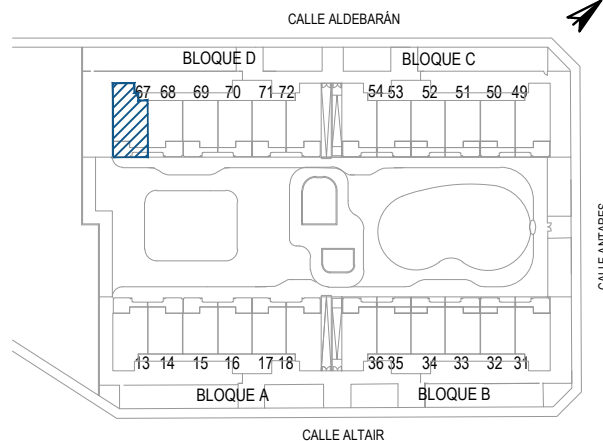 CALLE ALDEBARÁN
BLOQUE D
BLOQUE C
67 68 69 70 71 72
54 53 52 51 50 49
CALLE ANTARES
13 14 15 16 17 18
36 35 34 33 32 31
BLOQUE A
BLOQUE B
CALLE ALTAIR